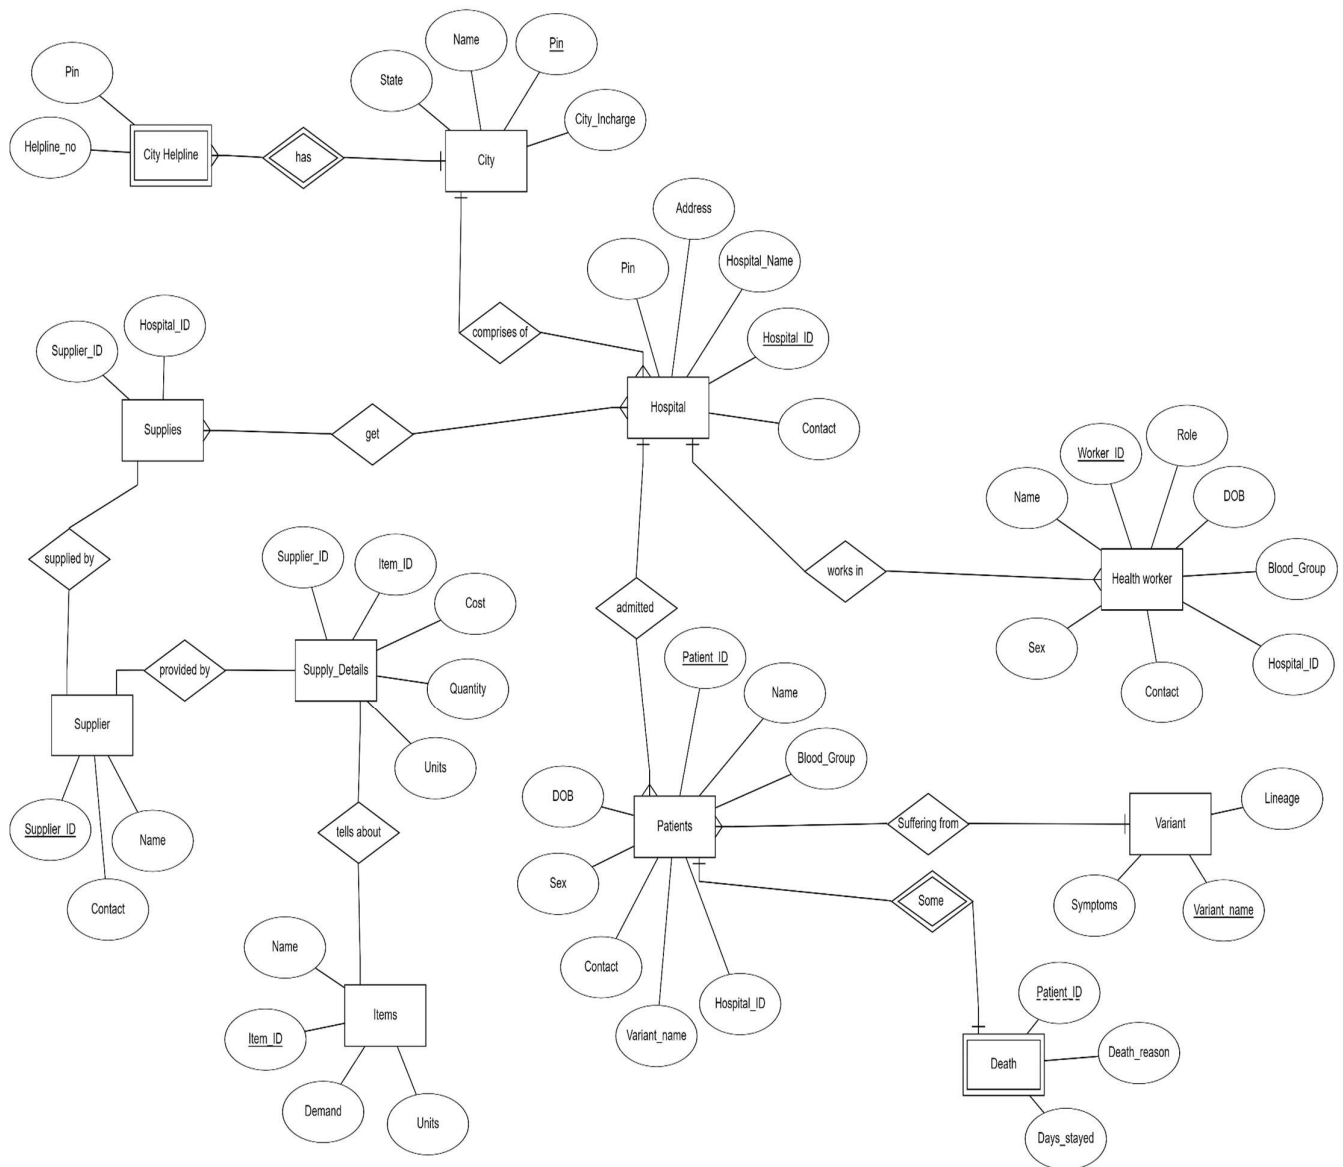 Name
Pin
State
City_Incharge
Pin
Helpline_no
City Helpline
has
City
Address
Pin
Hospital_Name
Hospital_ID
Supplier_ID
Hospital_ID
comprises of
Hospital
Contact
Supplies
get
Worker_ID
Role
Name
DOB
Supplier_ID
Item_ID
supplied by
works in
Health worker
Blood_Group
Cost
admitted
Patient_ID
Sex
Hospital_ID
provided by
Supply_Details
Quantity
Contact
Name
Supplier
Units
Blood_Group
DOB
Supplier_ID
Name
tells about
Patients
Suffering from
Variant
Lineage
Contact
Sex
Some
Symptoms
Variant_name
Name
Contact
Hospital_ID
Patient_ID
Item_ID
Items
Variant_name
Death
Death_reason
Demand
Units
Days_stayed